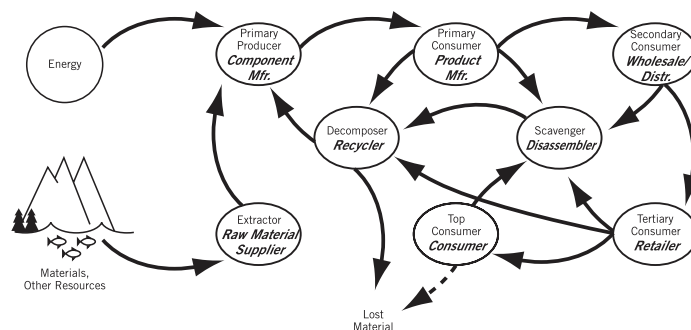 Energy
Primary
Producer
Component
Mfr.
Primary
Consumer
Product
Mfr.
Secondary
Consumer
Wholesale/
Distr.
Decomposer
Recycler
Scavenger
Disassembler
Extractor
Raw Material
Supplier
Top
Consumer
Consumer
Tertiary
Consumer
Retailer
Materials,
Other Resources
Lost
Material